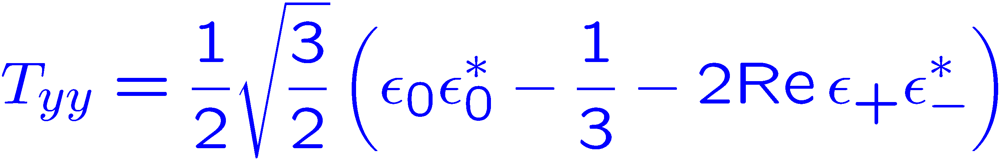 $T_{yy} = \frac{1}{2}\sqrt{\frac{3}{2}}\left(\epsilon_0\epsilon_0^* - \frac{1}{3} - 2\mathrm{Re}\,\epsilon_+\epsilon_-^*\right)$